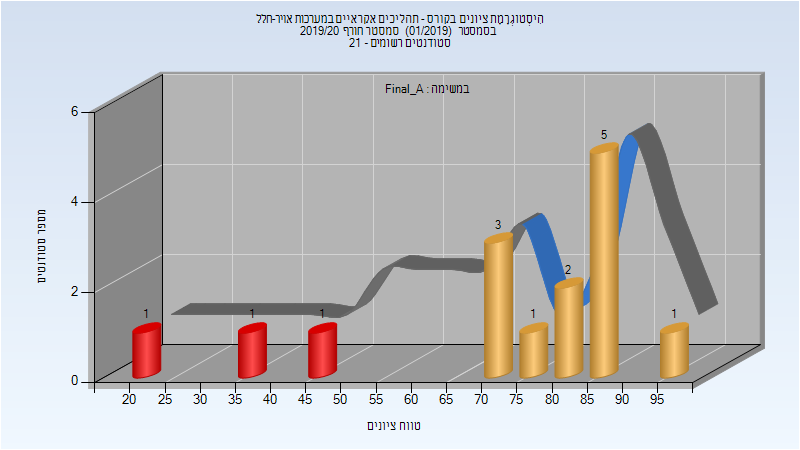 היסטוגרמת ציונים בקורס - תהליכים אקראיים במערכות אויר-חלל
בסמסטר (01/2019) סמסטר חורף 2019/20
סטודנטים רשומים - 21
במשימה : Final_A
מספר סטודנטים
6
4
2
0
1
1
1
3
1
2
5
1
20 25 30 35 40 45 50 55 60 65 70 75 80 85 90 95
טווח ציונים